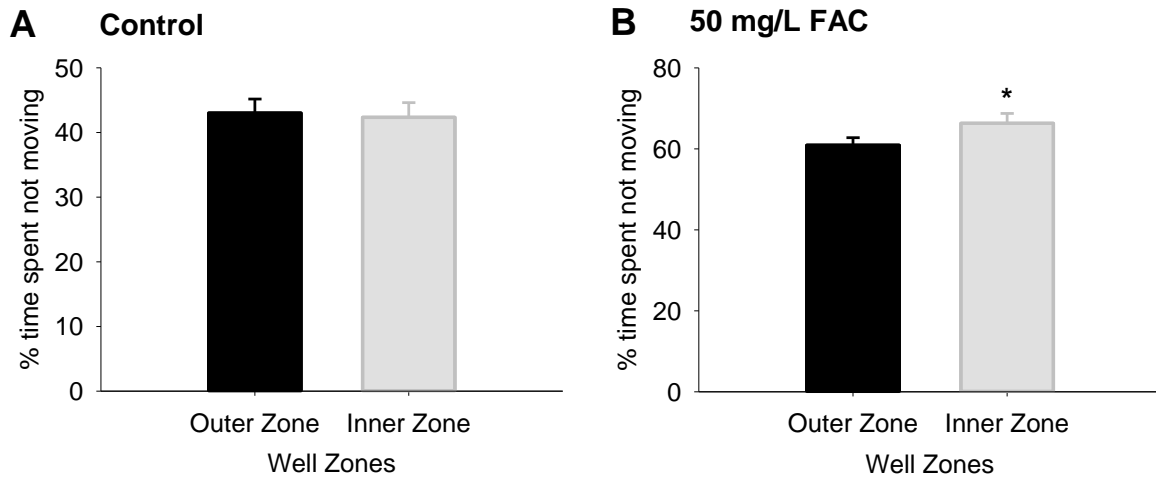 A Control
% time spent not moving
50
40
30
20
10
0
Outer Zone Inner Zone
Well Zones
B 50 mg/L FAC
% time spent not moving
80
60
40
20
0
*
Outer Zone Inner Zone
Well Zones